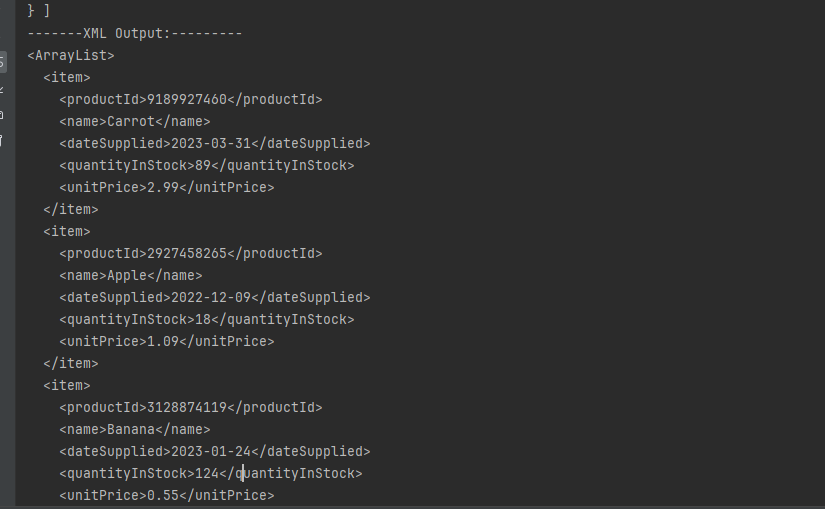 } ]
-------XML Output:---------
<ArrayList>
  <item>
    <productId>9189927460</productId>
    <name>Carrot</name>
    <dateSupplied>2023-03-31</dateSupplied>
    <quantityInStock>89</quantityInStock>
    <unitPrice>2.99</unitPrice>
  </item>
  <item>
    <productId>2927458265</productId>
    <name>Apple</name>
    <dateSupplied>2022-12-09</dateSupplied>
    <quantityInStock>18</quantityInStock>
    <unitPrice>1.09</unitPrice>
  </item>
  <item>
    <productId>3128874119</productId>
    <name>Banana</name>
    <dateSupplied>2023-01-24</dateSupplied>
    <quantityInStock>124</quantityInStock>
    <unitPrice>0.55</unitPrice>